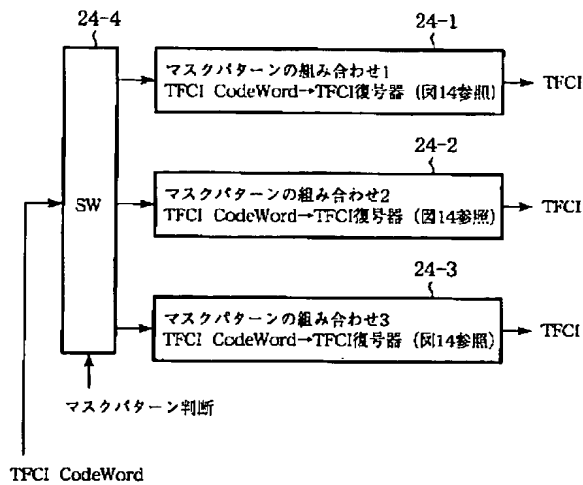 24-4
24-1
マスクパターンの組み合わせ1
TFCI CodeWord→TFCI復号器 (図14参照)
TFCI
24-2
マスクパターンの組み合わせ2
TFCI CodeWord→TFCI復号器 (図14参照)
TFCI
SW
24-3
マスクパターンの組み合わせ3
TFCI CodeWord→TFCI復号器 (図14参照)
TFCI
マスクパターン判断
TFCI CodeWord